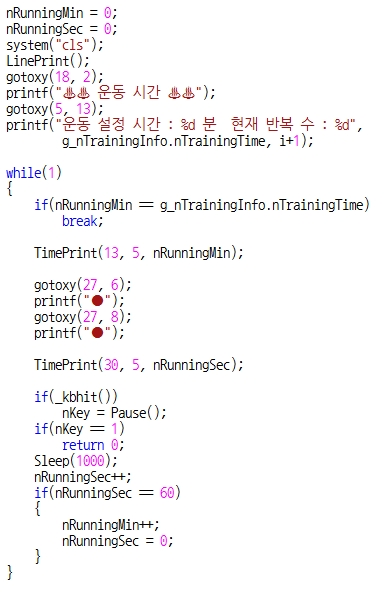 nRunningMin = 0;
nRunningSec = 0;
system("cls");
LinePrint();
gotoxy(18, 2);
printf("♨♨ 운동 시간 ♨♨");
gotoxy(5, 13);
printf("운동 설정 시간 : %d 분  현재 반복 수 : %d",
        g_nTrainingInfo.nTrainingTime, i+1);

while(1)
{
    if(nRunningMin == g_nTrainingInfo.nTrainingTime)
        break;

    TimePrint(13, 5, nRunningMin);

    gotoxy(27, 6);
    printf("●");
    gotoxy(27, 8);
    printf("●");

    TimePrint(30, 5, nRunningSec);

    if(_kbhit())
        nKey = Pause();
    if(nKey == 1)
        return 0;
    Sleep(1000);
    nRunningSec++;
    if(nRunningSec == 60)
    {
        nRunningMin++;
        nRunningSec = 0;
    }
}